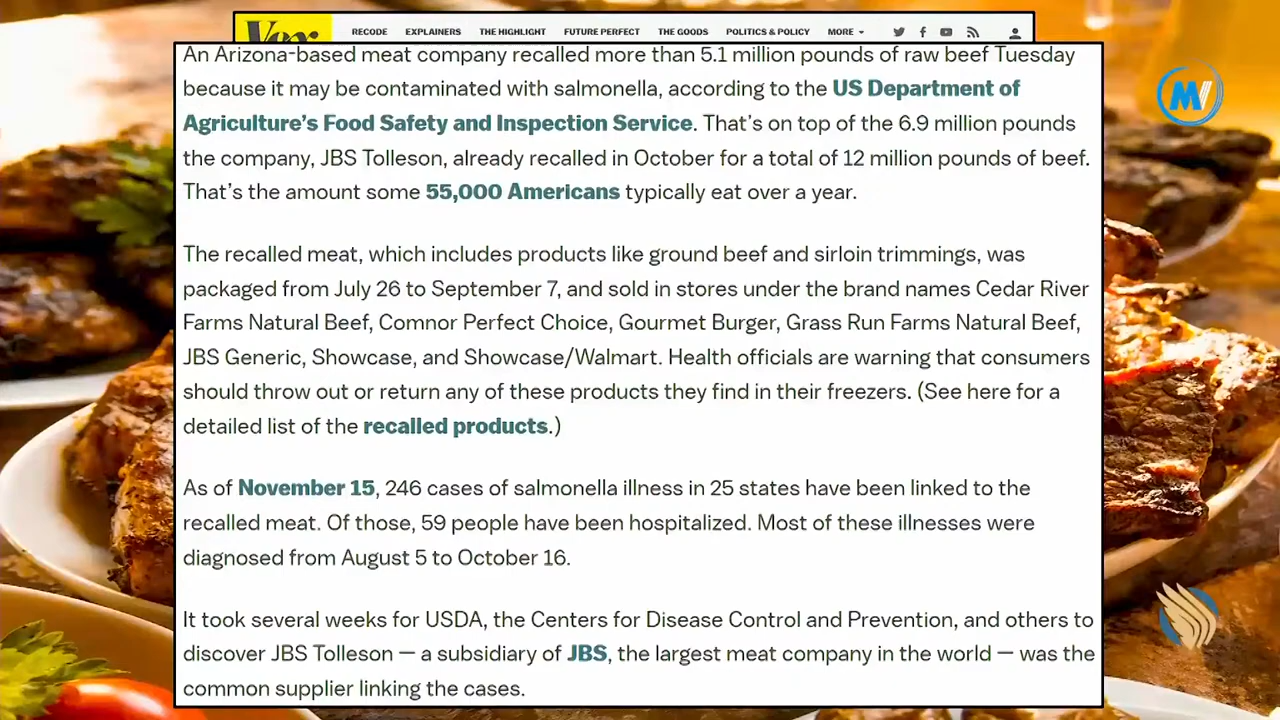 Vox
RECODE EXPLAINERS THE HIGHLIGHT FUTURE PERFECT THE GOODS POLITICS & POLICY MORE
An Arizona-based meat company recalled more than 5.1 million pounds of raw beef Tuesday
because it may be contaminated with salmonella, according to the US Department of
Agriculture’s Food Safety and Inspection Service. That’s on top of the 6.9 million pounds
the company, JBS Tolleson, already recalled in October for a total of 12 million pounds of beef.
That’s the amount some 55,000 Americans typically eat over a year.
The recalled meat, which includes products like ground beef and sirloin trimmings, was
packaged from July 26 to September 7, and sold in stores under the brand names Cedar River
Farms Natural Beef, Comnor Perfect Choice, Gourmet Burger, Grass Run Farms Natural Beef,
JBS Generic, Showcase, and Showcase/Walmart. Health officials are warning that consumers
should throw out or return any of these products they find in their freezers. (See here for a
detailed list of the recalled products.)
As of November 15, 246 cases of salmonella illness in 25 states have been linked to the
recalled meat. Of those, 59 people have been hospitalized. Most of these illnesses were
diagnosed from August 5 to October 16.
It took several weeks for USDA, the Centers for Disease Control and Prevention, and others to
discover JBS Tolleson — a subsidiary of JBS, the largest meat company in the world — was the
common supplier linking the cases.